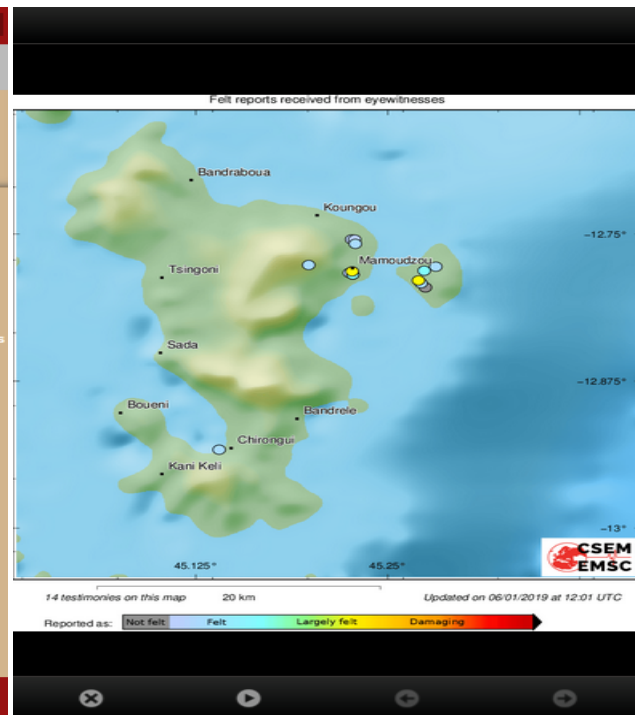 Felt reports received from eyewitnesses
Bandraboua
Koungou
−12.75°
Mamoudzou
Tsingoni
Sada
−12.875°
Boueni
Bandrele
Chirongui
Kani Keli
−13°
CSEM
EMSC
45.125°
45.25°
14 testimonies on this map
20 km
Updated on 06/01/2019 at 12:01 UTC
Reported as:
Not felt
Felt
Largely felt
Damaging
s